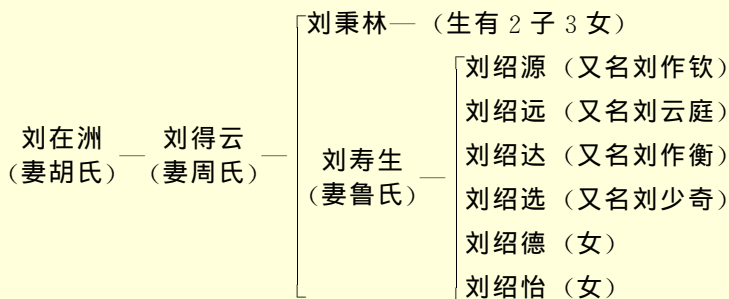 刘秉林—(生有2子3女)
刘绍源(又名刘作钦)
刘绍远(又名刘云庭)
刘在洲
(妻胡氏)
刘得云
(妻周氏)
刘寿生
(妻鲁氏)
刘绍达(又名刘作衡)
刘绍选(又名刘少奇)
刘绍德(女)
刘绍怡(女)